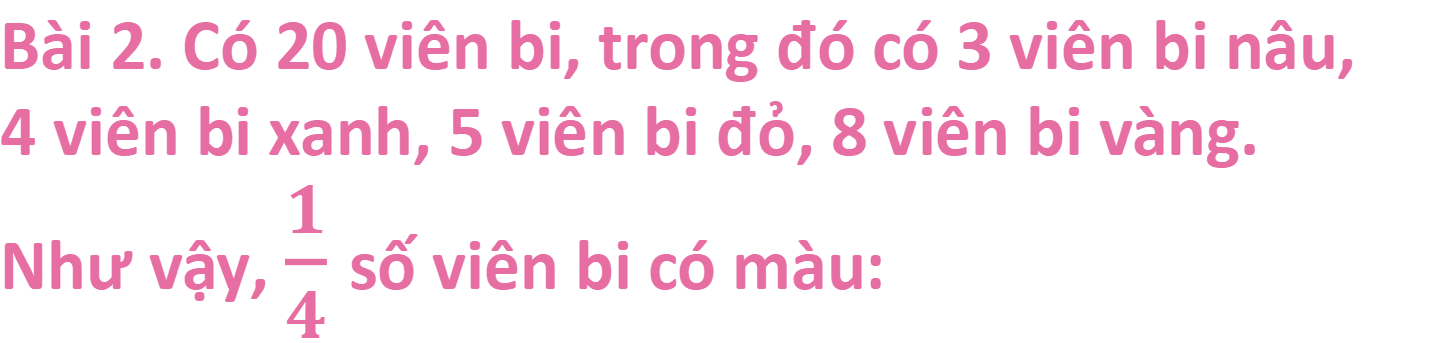 Bài 2. Có 20 viên bi, trong đó có 3 viên bi nâu,
4 viên bi xanh, 5 viên bi đỏ, 8 viên bi vàng.
Như vậy, 1/4 số viên bi có màu: